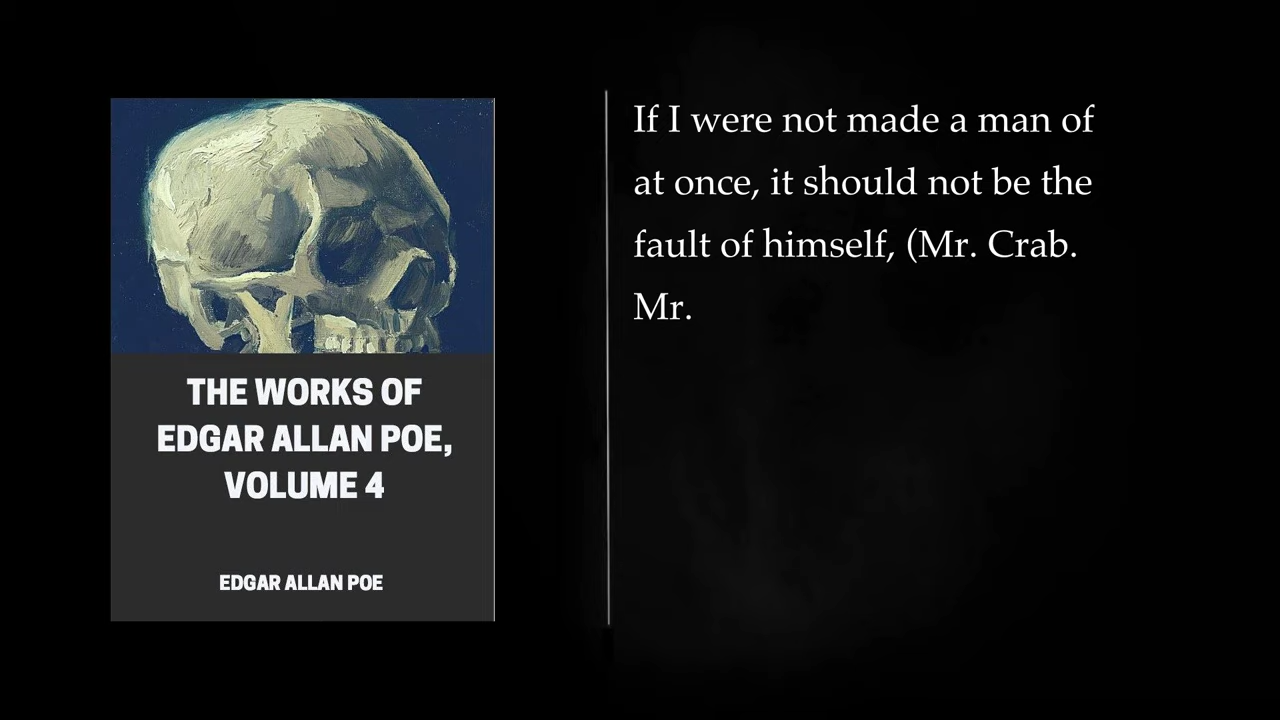 THE WORKS OF
EDGAR ALLAN POE,
VOLUME 4
EDGAR ALLAN POE
If I were not made a man of
at once, it should not be the
fault of himself, (Mr. Crab.
Mr.